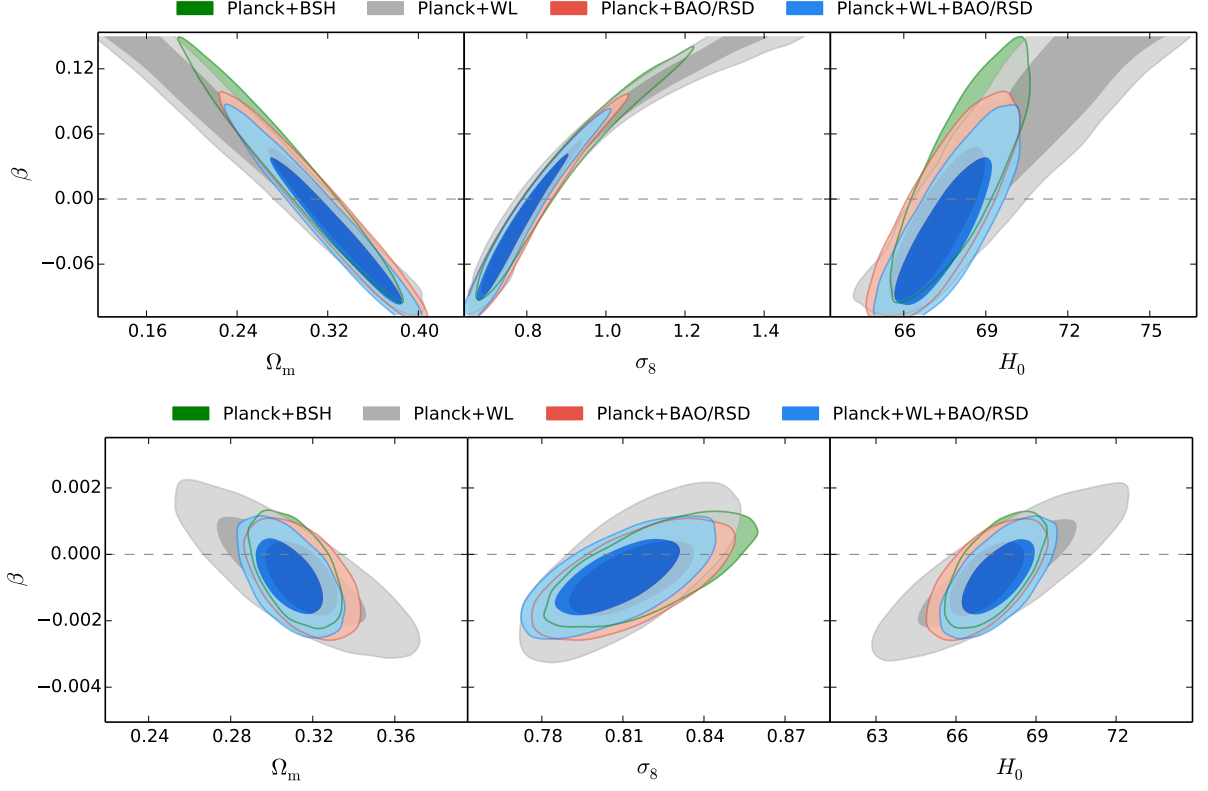 Planck+BSH Planck+WL Planck+BAO/RSD Planck+WL+BAO/RSD
0.12
0.06
0.00
−0.06
β
0.16 0.24 0.32 0.40 0.8 1.0 1.2 1.4 66 69 72 75
Ωm σ8 H0
Planck+BSH Planck+WL Planck+BAO/RSD Planck+WL+BAO/RSD
0.002
0.000
−0.002
−0.004
β
0.24 0.28 0.32 0.36 0.78 0.81 0.84 0.87 63 66 69 72
Ωm σ8 H0